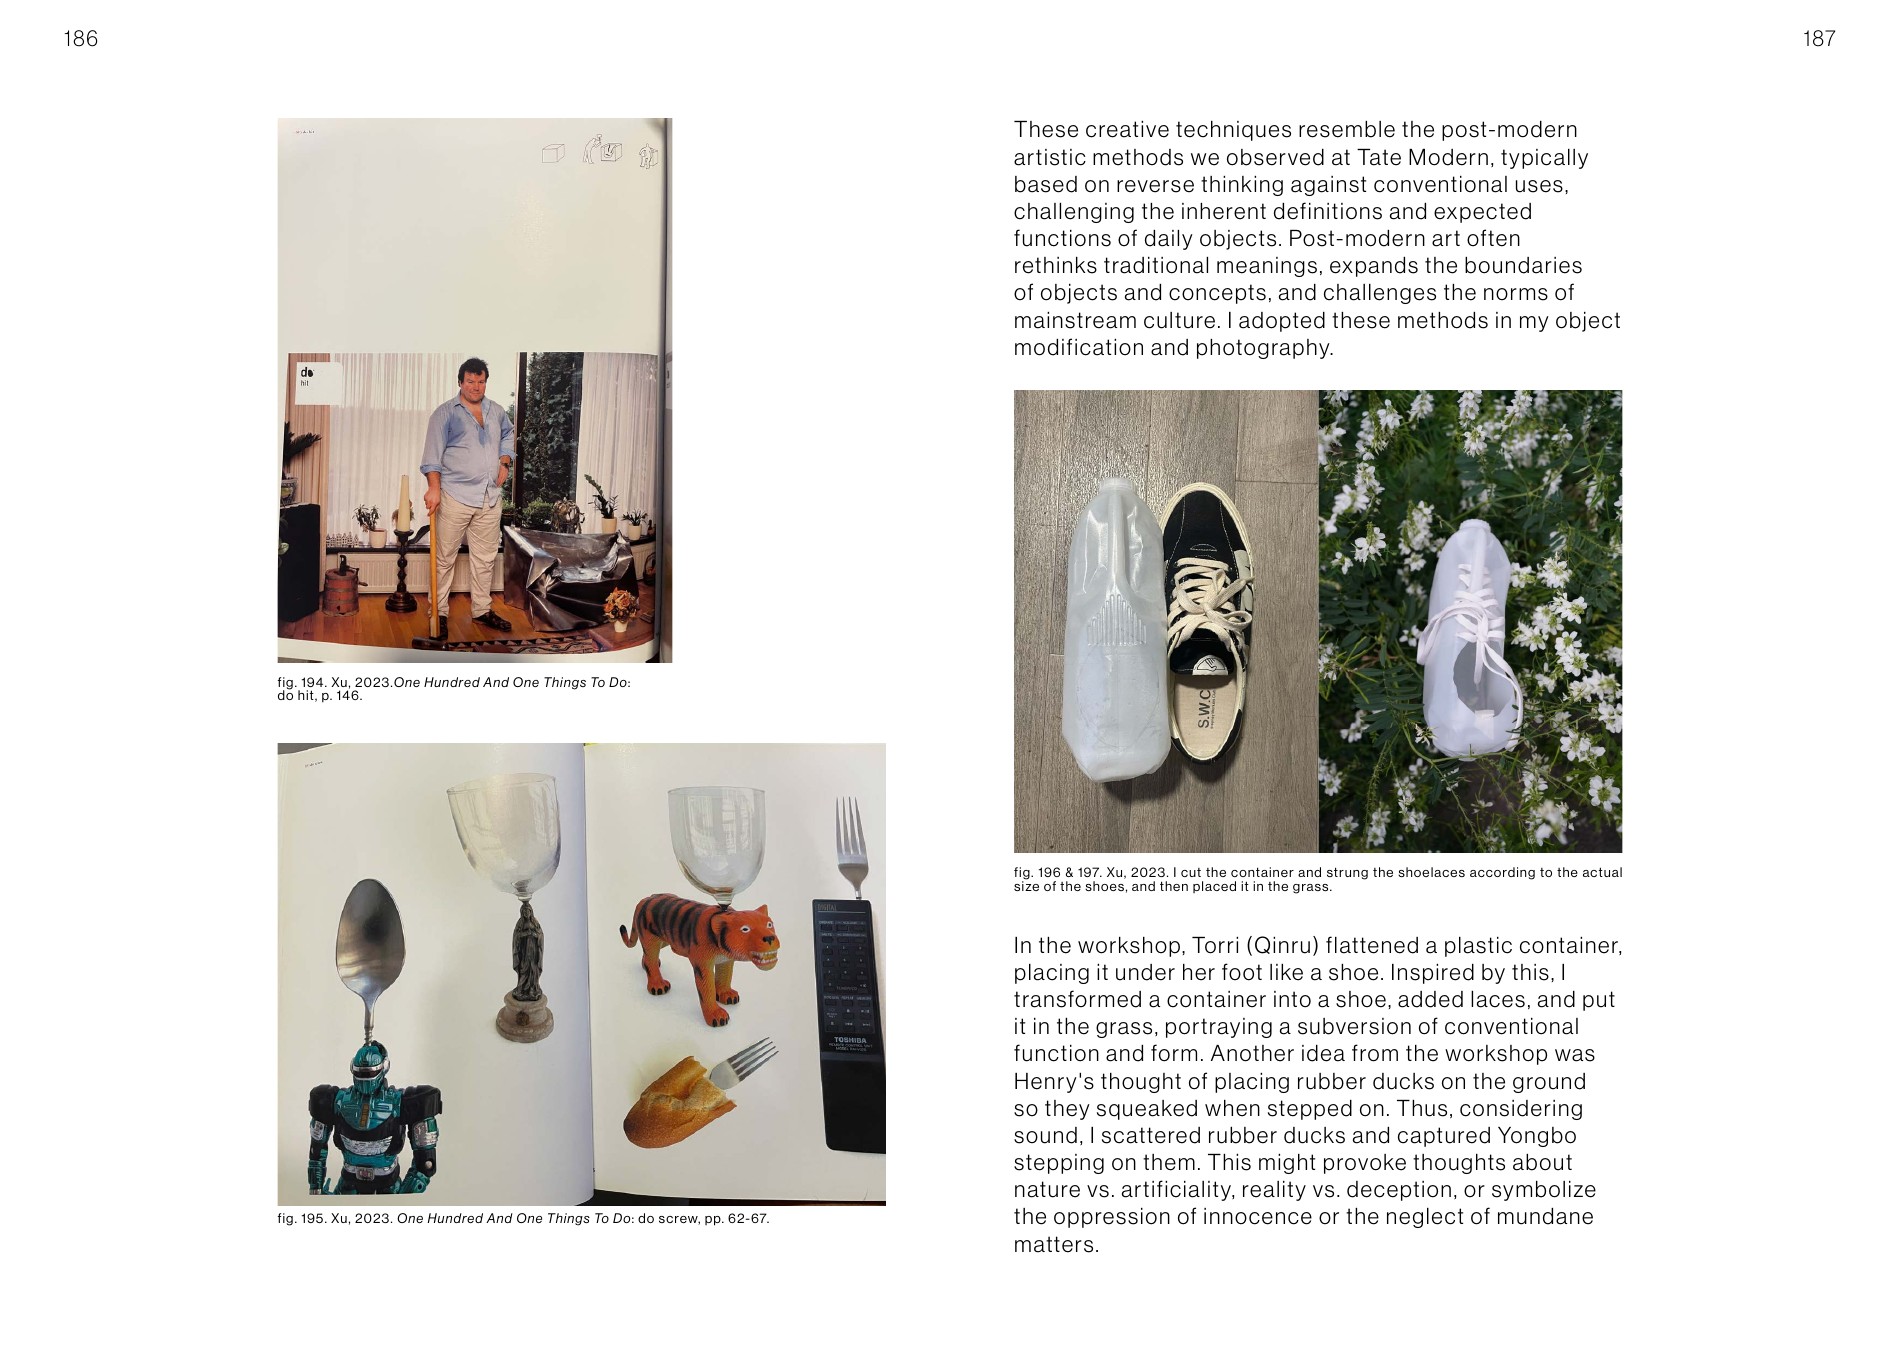 186
187
do
hit
fig. 194. Xu, 2023.One Hundred And One Things To Do:
do hit, p. 146.
DIGITAL
TOSHIBA
fig. 195. Xu, 2023. One Hundred And One Things To Do: do screw, pp. 62-67.
These creative techniques resemble the post-modern
artistic methods we observed at Tate Modern, typically
based on reverse thinking against conventional uses,
challenging the inherent definitions and expected
functions of daily objects. Post-modern art often
rethinks traditional meanings, expands the boundaries
of objects and concepts, and challenges the norms of
mainstream culture. I adopted these methods in my object
modification and photography.
S.W.C
fig. 196 & 197. Xu, 2023. I cut the container and strung the shoelaces according to the actual
size of the shoes, and then placed it in the grass.
In the workshop, Torri (Qinru) flattened a plastic container,
placing it under her foot like a shoe. Inspired by this, I
transformed a container into a shoe, added laces, and put
it in the grass, portraying a subversion of conventional
function and form. Another idea from the workshop was
Henry's thought of placing rubber ducks on the ground
so they squeaked when stepped on. Thus, considering
sound, I scattered rubber ducks and captured Yongbo
stepping on them. This might provoke thoughts about
nature vs. artificiality, reality vs. deception, or symbolize
the oppression of innocence or the neglect of mundane
matters.